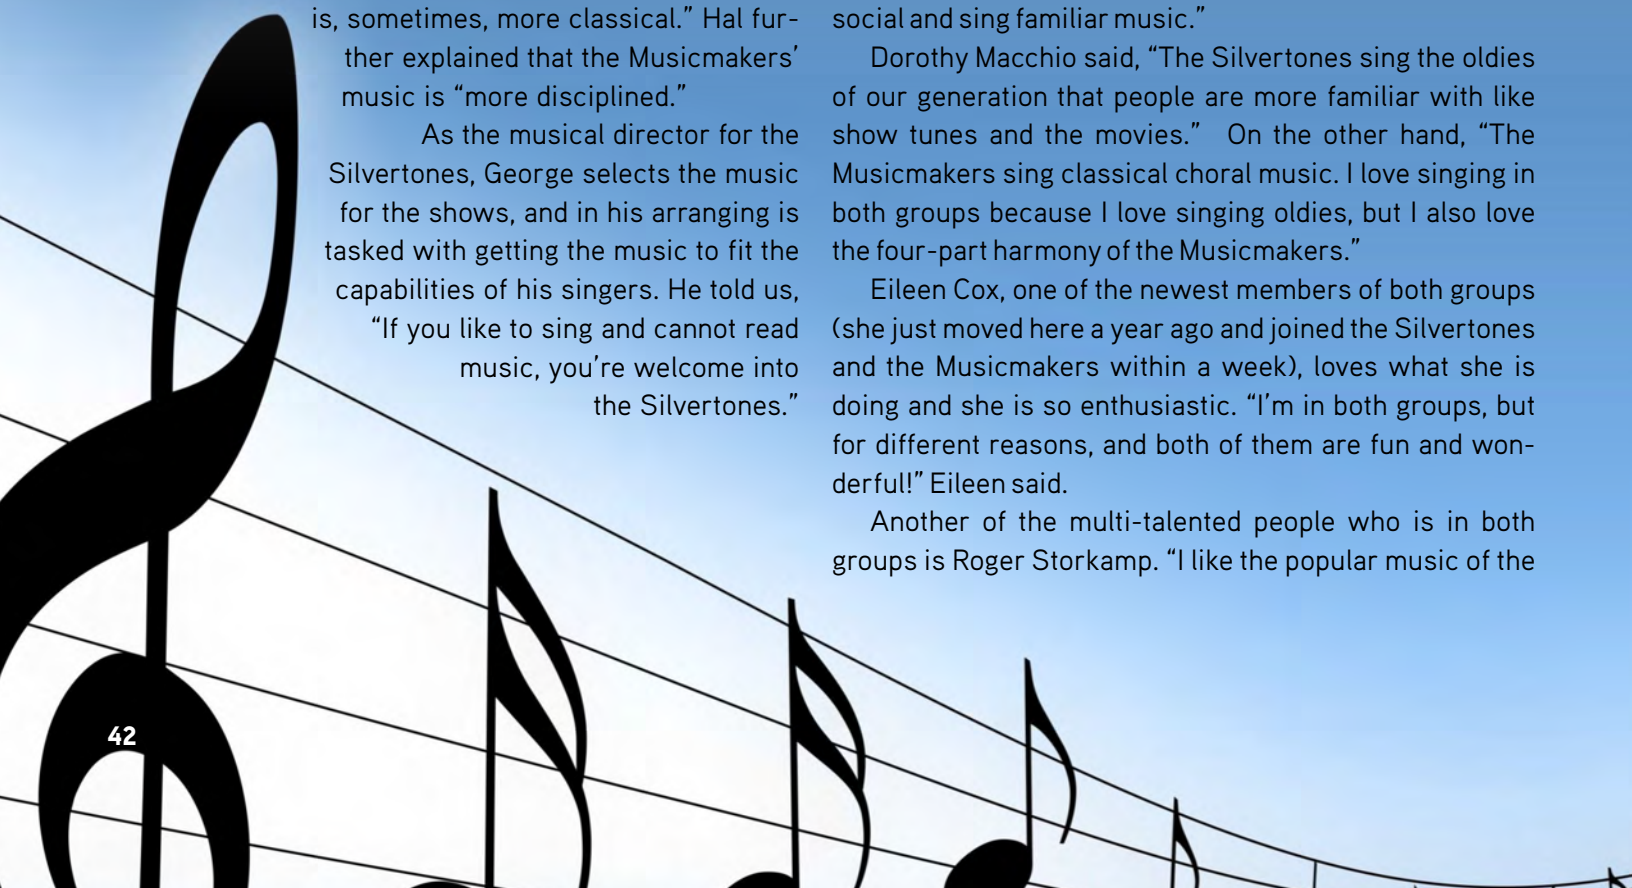 is, sometimes, more classical.” Hal fur-
ther explained that the Musicmakers’
music is “more disciplined.”
As the musical director for the
Silvertones, George selects the music
for the shows, and in his arranging is
tasked with getting the music to fit the
capabilities of his singers. He told us,
“If you like to sing and cannot read
music, you’re welcome into
the Silvertones.”
social and sing familiar music.”
Dorothy Macchio said, “The Silvertones sing the oldies
of our generation that people are more familiar with like
show tunes and the movies.” On the other hand, “The
Musicmakers sing classical choral music. I love singing in
both groups because I love singing oldies, but I also love
the four-part harmony of the Musicmakers.”
Eileen Cox, one of the newest members of both groups
(she just moved here a year ago and joined the Silvertones
and the Musicmakers within a week), loves what she is
doing and she is so enthusiastic. “I’m in both groups, but
for different reasons, and both of them are fun and won-
derful!” Eileen said.
Another of the multi-talented people who is in both
groups is Roger Storkamp. “I like the popular music of the
42